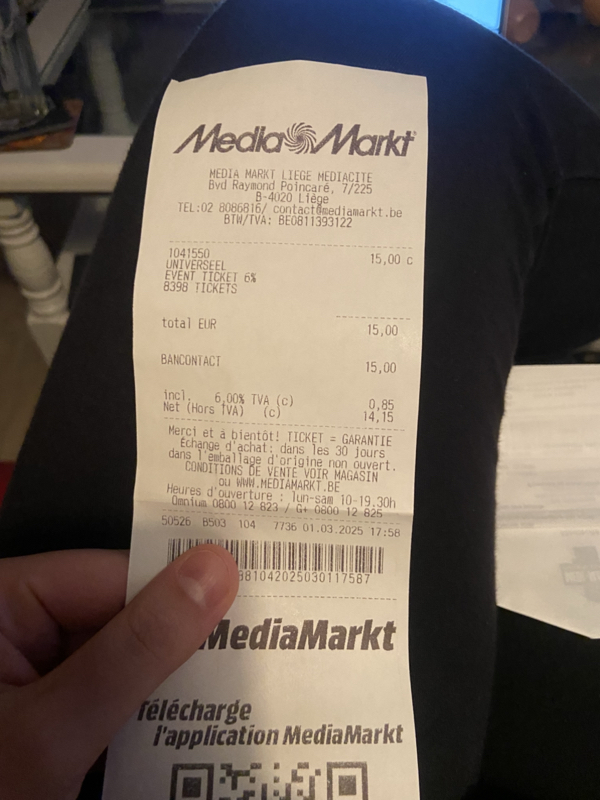 Media Markt
MEDIA MARKT LIEGE MEDIACITE
Bvd Raymond Poincaré, 7/225
B-4020 Liège
TEL:02 8086816/ contact@mediamarkt.be
BTW/TVA: BE0811393122
1041550 15,00 c
UNIVERSEEL
EVENT TICKET 6%
8398 TICKETS
total EUR 15,00
BANCONTACT 15,00
incl. 6,00% TVA (c) 0,85
Net (Hors TVA) (c) 14,15
Merci et à bientôt! TICKET = GARANTIE
Échange d'achat: dans les 30 jours
dans l'emballage d'origine non ouvert.
CONDITIONS DE VENTE VOIR MAGASIN
ou WWW.MEDIAMARKT.BE
Heures d'ouverture : lun-sam 10-19.30h
Omnium 0800 12 823 / G+ 0800 12 825
50526 B503 104 7736 01.03.2025 17:58
81042025030117587
MediaMarkt
Télécharge
l'application MediaMarkt